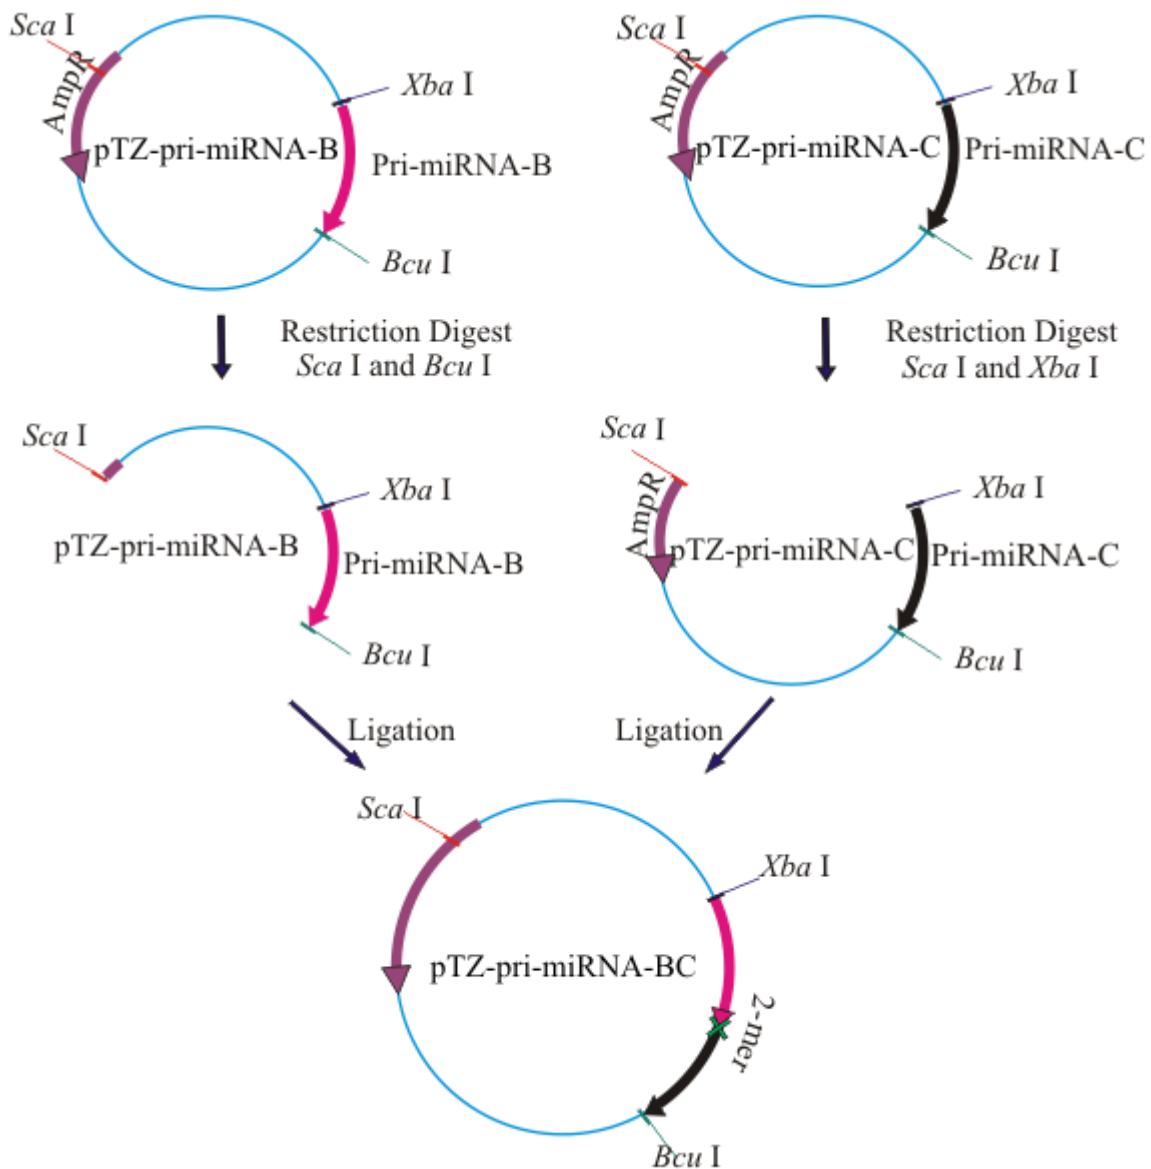 Sca I
AmpR
Xba I
pTZ-pri-miRNA-B
Pri-miRNA-B
Bcu I
Sca I
AmpR
Xba I
pTZ-pri-miRNA-C
Pri-miRNA-C
Bcu I
Restriction Digest
Sca I and Bcu I
Restriction Digest
Sca I and Xba I
Sca I
Xba I
pTZ-pri-miRNA-B
Pri-miRNA-B
Bcu I
Sca I
AmpR
Xba I
pTZ-pri-miRNA-C
Pri-miRNA-C
Bcu I
Ligation
Ligation
Sca I
Xba I
pTZ-pri-miRNA-BC
2-mer
Bcu I